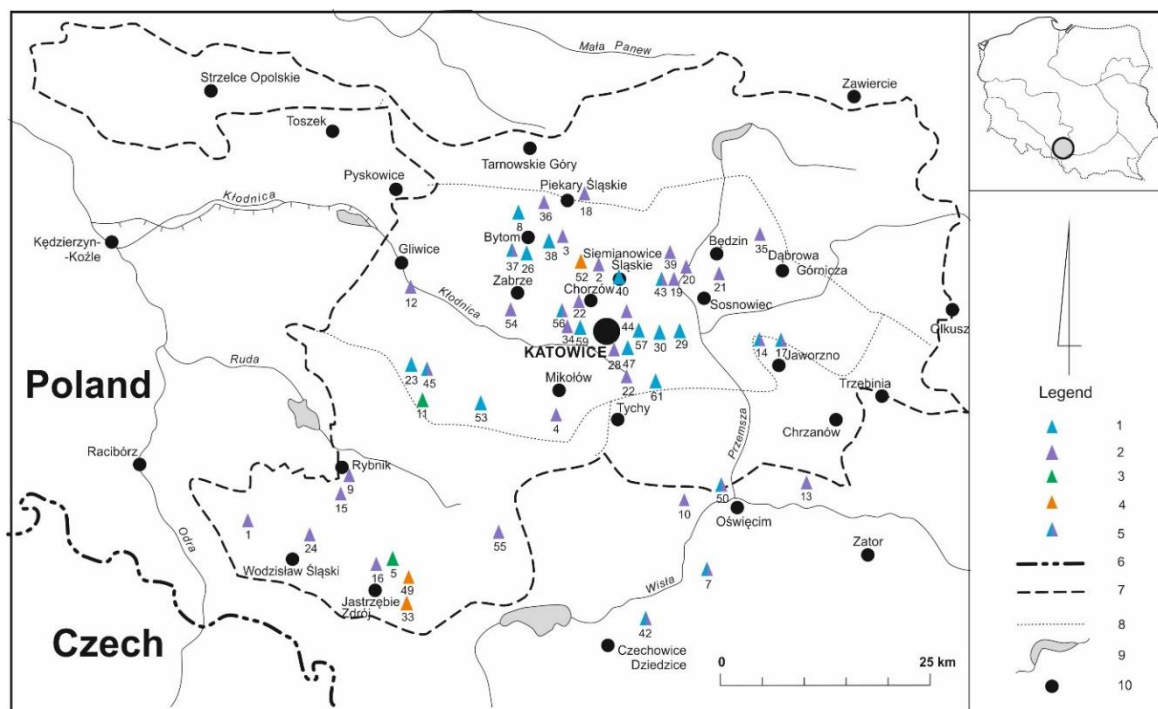 Mała Panew
Strzelce Opolskie
Zawiercie
Toszek
Tarnowskie Góry
Pyskowice
Piekary Śląskie
18
36
8
Kłodnica
Kędzierzyn-
-Koźle
Bytom
3
38
37
26
Siemianowice
Śląskie
39
Będzin
35
Dąbrowa
Górnicza
Gliwice
52
2
40
43
19
20
21
12
Zabrze
Chorzów
Sosnowiec
Kłodnica
54
56
22
44
34
59
57
30
29
Olkusz
KATOWICE
28
47
14
17
Jaworzno
Ruda
Poland
23
45
Mikołów
22
61
Trzebinia
11
53
4
Tychy
Przemsza
Chrzanów
Racibórz
Rybnik
9
15
50
13
10
Oświęcim
1
24
55
Zator
Odra
Wodzisław Śląski
16
5
49
Jastrzębie
Zdrój
33
Wisła
7
42
Czech
Czechowice
Dziedzice
0
25 km
Legend
1
2
3
4
5
6
7
8
9
10